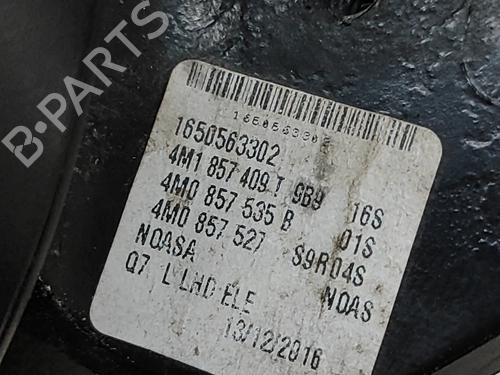 B-PARTS
1650563302
1650563302
4M1 857 409 T 9B9 16S
4M0 857 535 B 01S
4M0 857 527 S9R04S
NOASA NOAS
Q7 L LHD ELE
13/12/2016